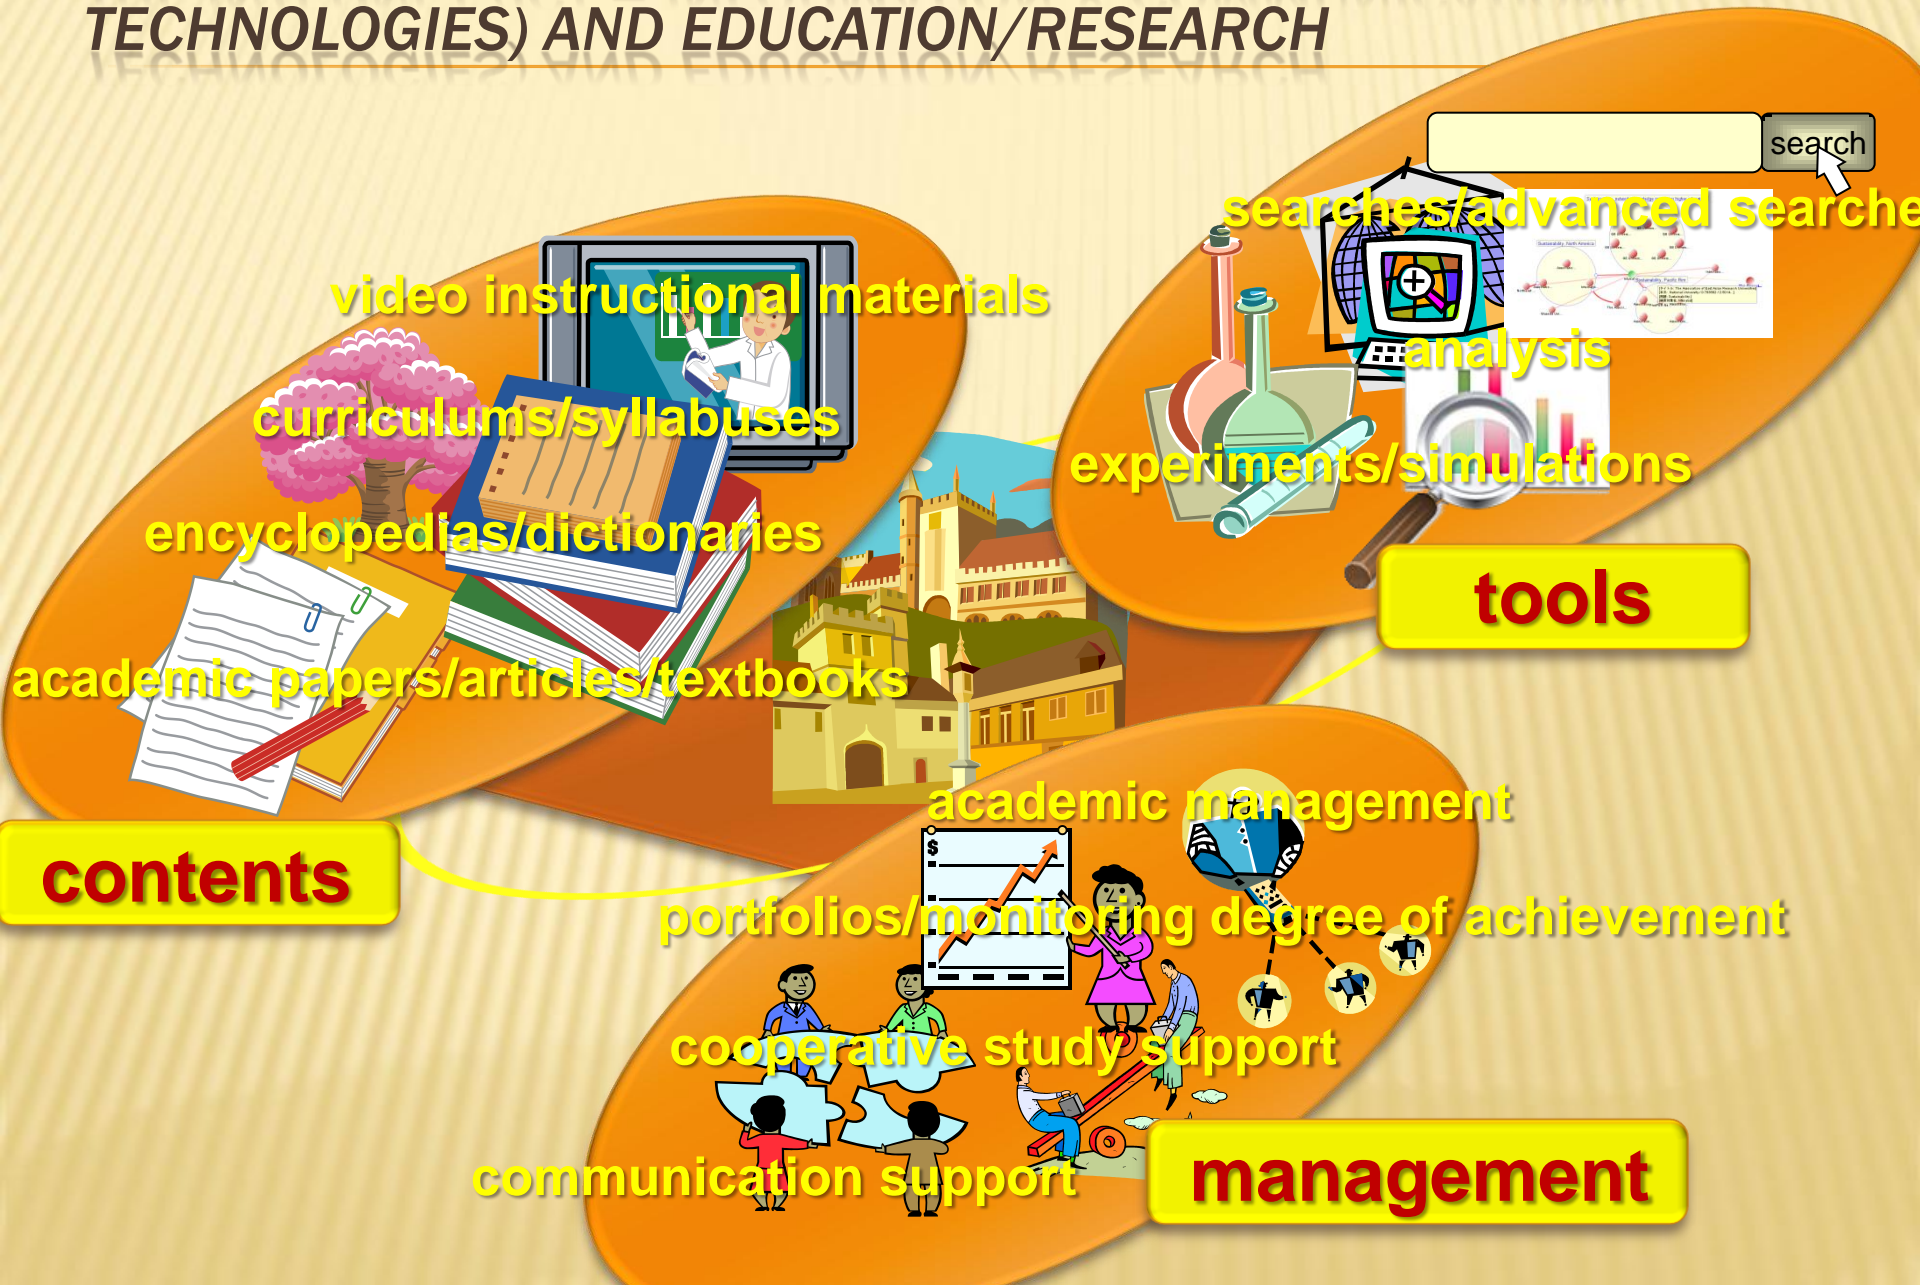 TECHNOLOGIES) AND EDUCATION/RESEARCH
search
searches/advanced searche
video instructional materials
analysis
curriculums/syllabuses
experiments/simulations
encyclopedias/dictionaries
tools
academic papers/articles/textbooks
academic management
contents
portfolios/monitoring degree of achievement
$
cooperative study support
communication support
management